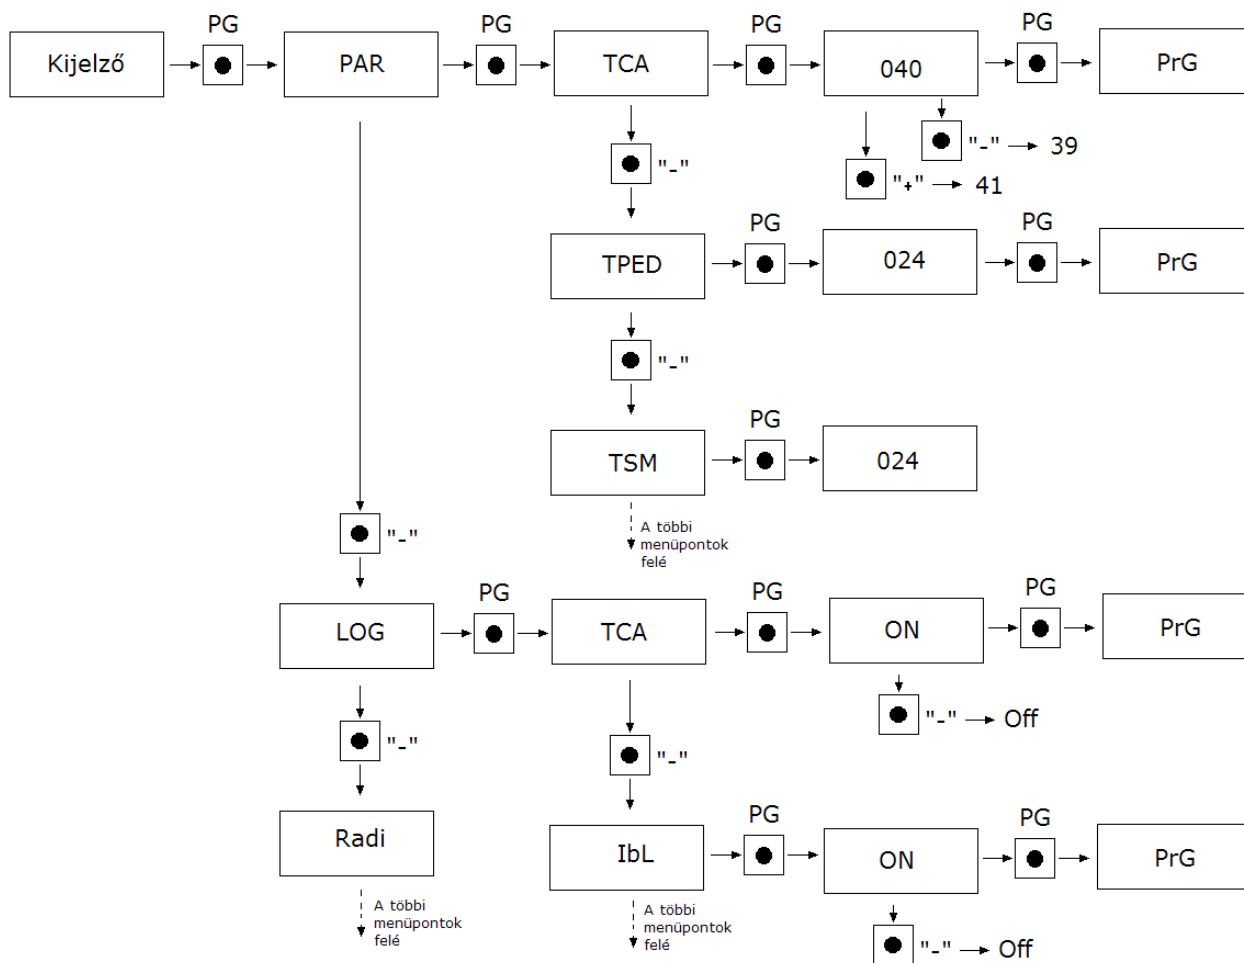 PG
PG
PG
PG
Kijelző
PAR
TCA
040
PrG
"-"
"-" 39
"+" 41
PG
PG
TPED
024
PrG
"-"
PG
TSM
024
"-"
A többi
menüpontok
felé
PG
PG
PG
LOG
TCA
ON
PrG
"-" Off
"-"
"-"
PG
PG
Radi
IbL
ON
PrG
A többi
menüpontok
felé
A többi
menüpontok
felé
"-" Off